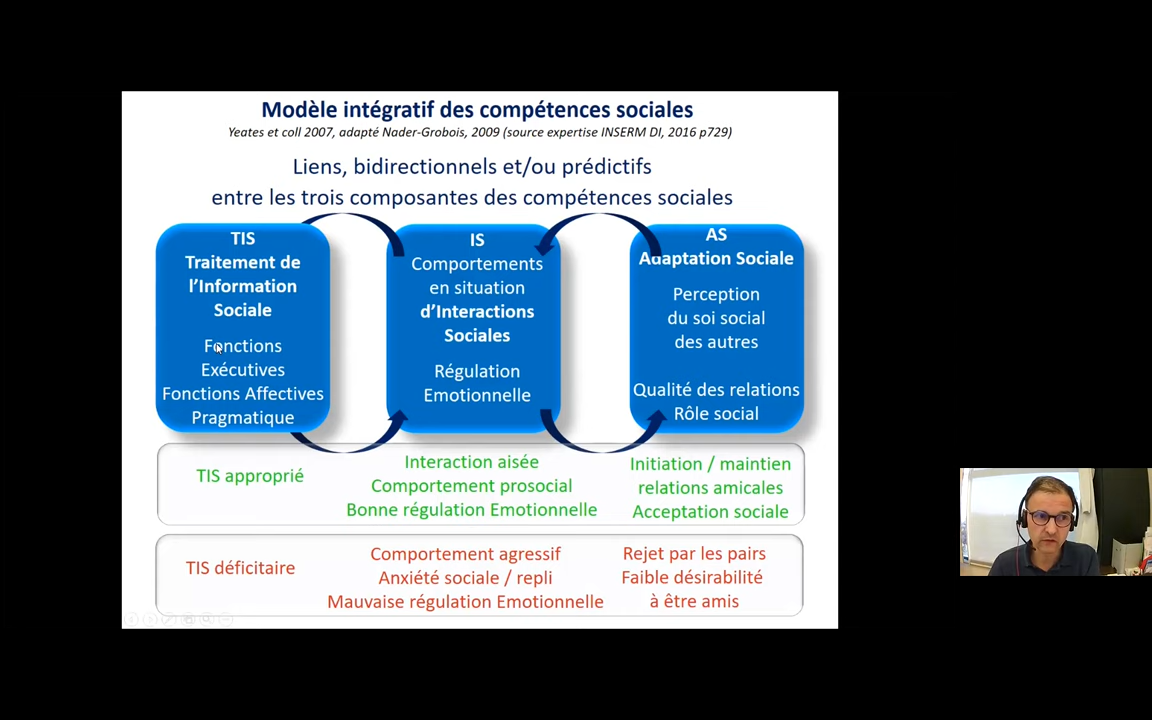 Modèle intégratif des compétences sociales
Yeates et coll 2007, adapté Nader-Grobois, 2009 (source expertise INSERM DI, 2016 p729)
Liens, bidirectionnels et/ou prédictifs
entre les trois composantes des compétences sociales
TIS
Traitement de
l’Information
Sociale
Fonctions
Exécutives
Fonctions Affectives
Pragmatique
IS
Comportements
en situation
d’Interactions
Sociales
Régulation
Emotionnelle
AS
Adaptation Sociale
Perception
du soi social
des autres
Qualité des relations
Rôle social
TIS approprié
Interaction aisée
Comportement prosocial
Bonne régulation Emotionnelle
Initiation / maintien
relations amicales
Acceptation sociale
TIS déficitaire
Comportement agressif
Anxiété sociale / repli
Mauvaise régulation Emotionnelle
Rejet par les pairs
Faible désirabilité
à être amis